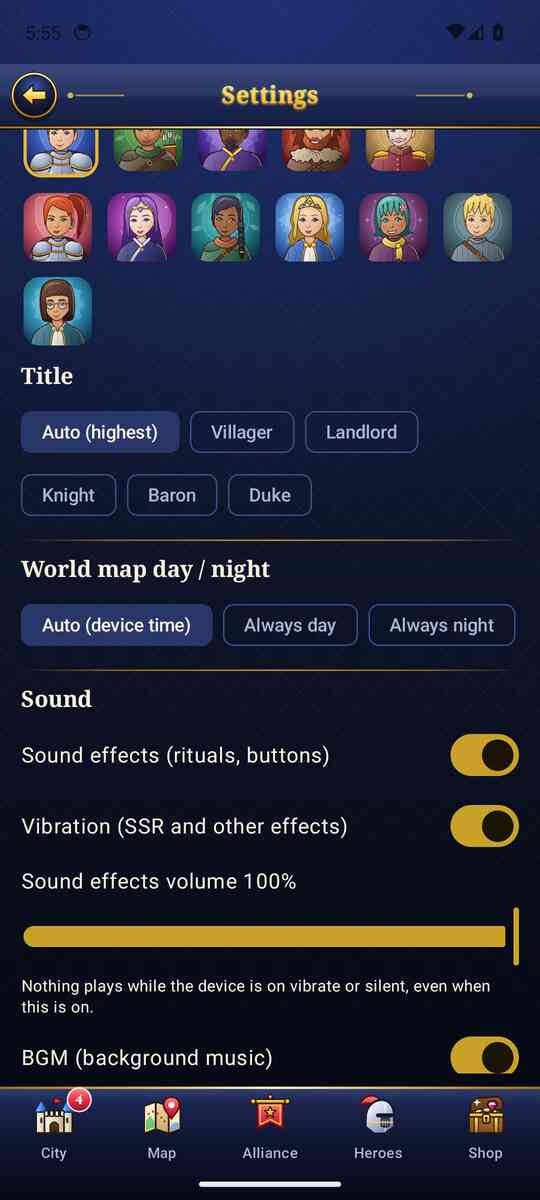 5:55
Settings
Title
Auto (highest)
Villager
Landlord
Knight
Baron
Duke
World map day / night
Auto (device time)
Always day
Always night
Sound
Sound effects (rituals, buttons)
Vibration (SSR and other effects)
Sound effects volume 100%
Nothing plays while the device is on vibrate or silent, even when
this is on.
BGM (background music)
4
City
Map
Alliance
Heroes
Shop